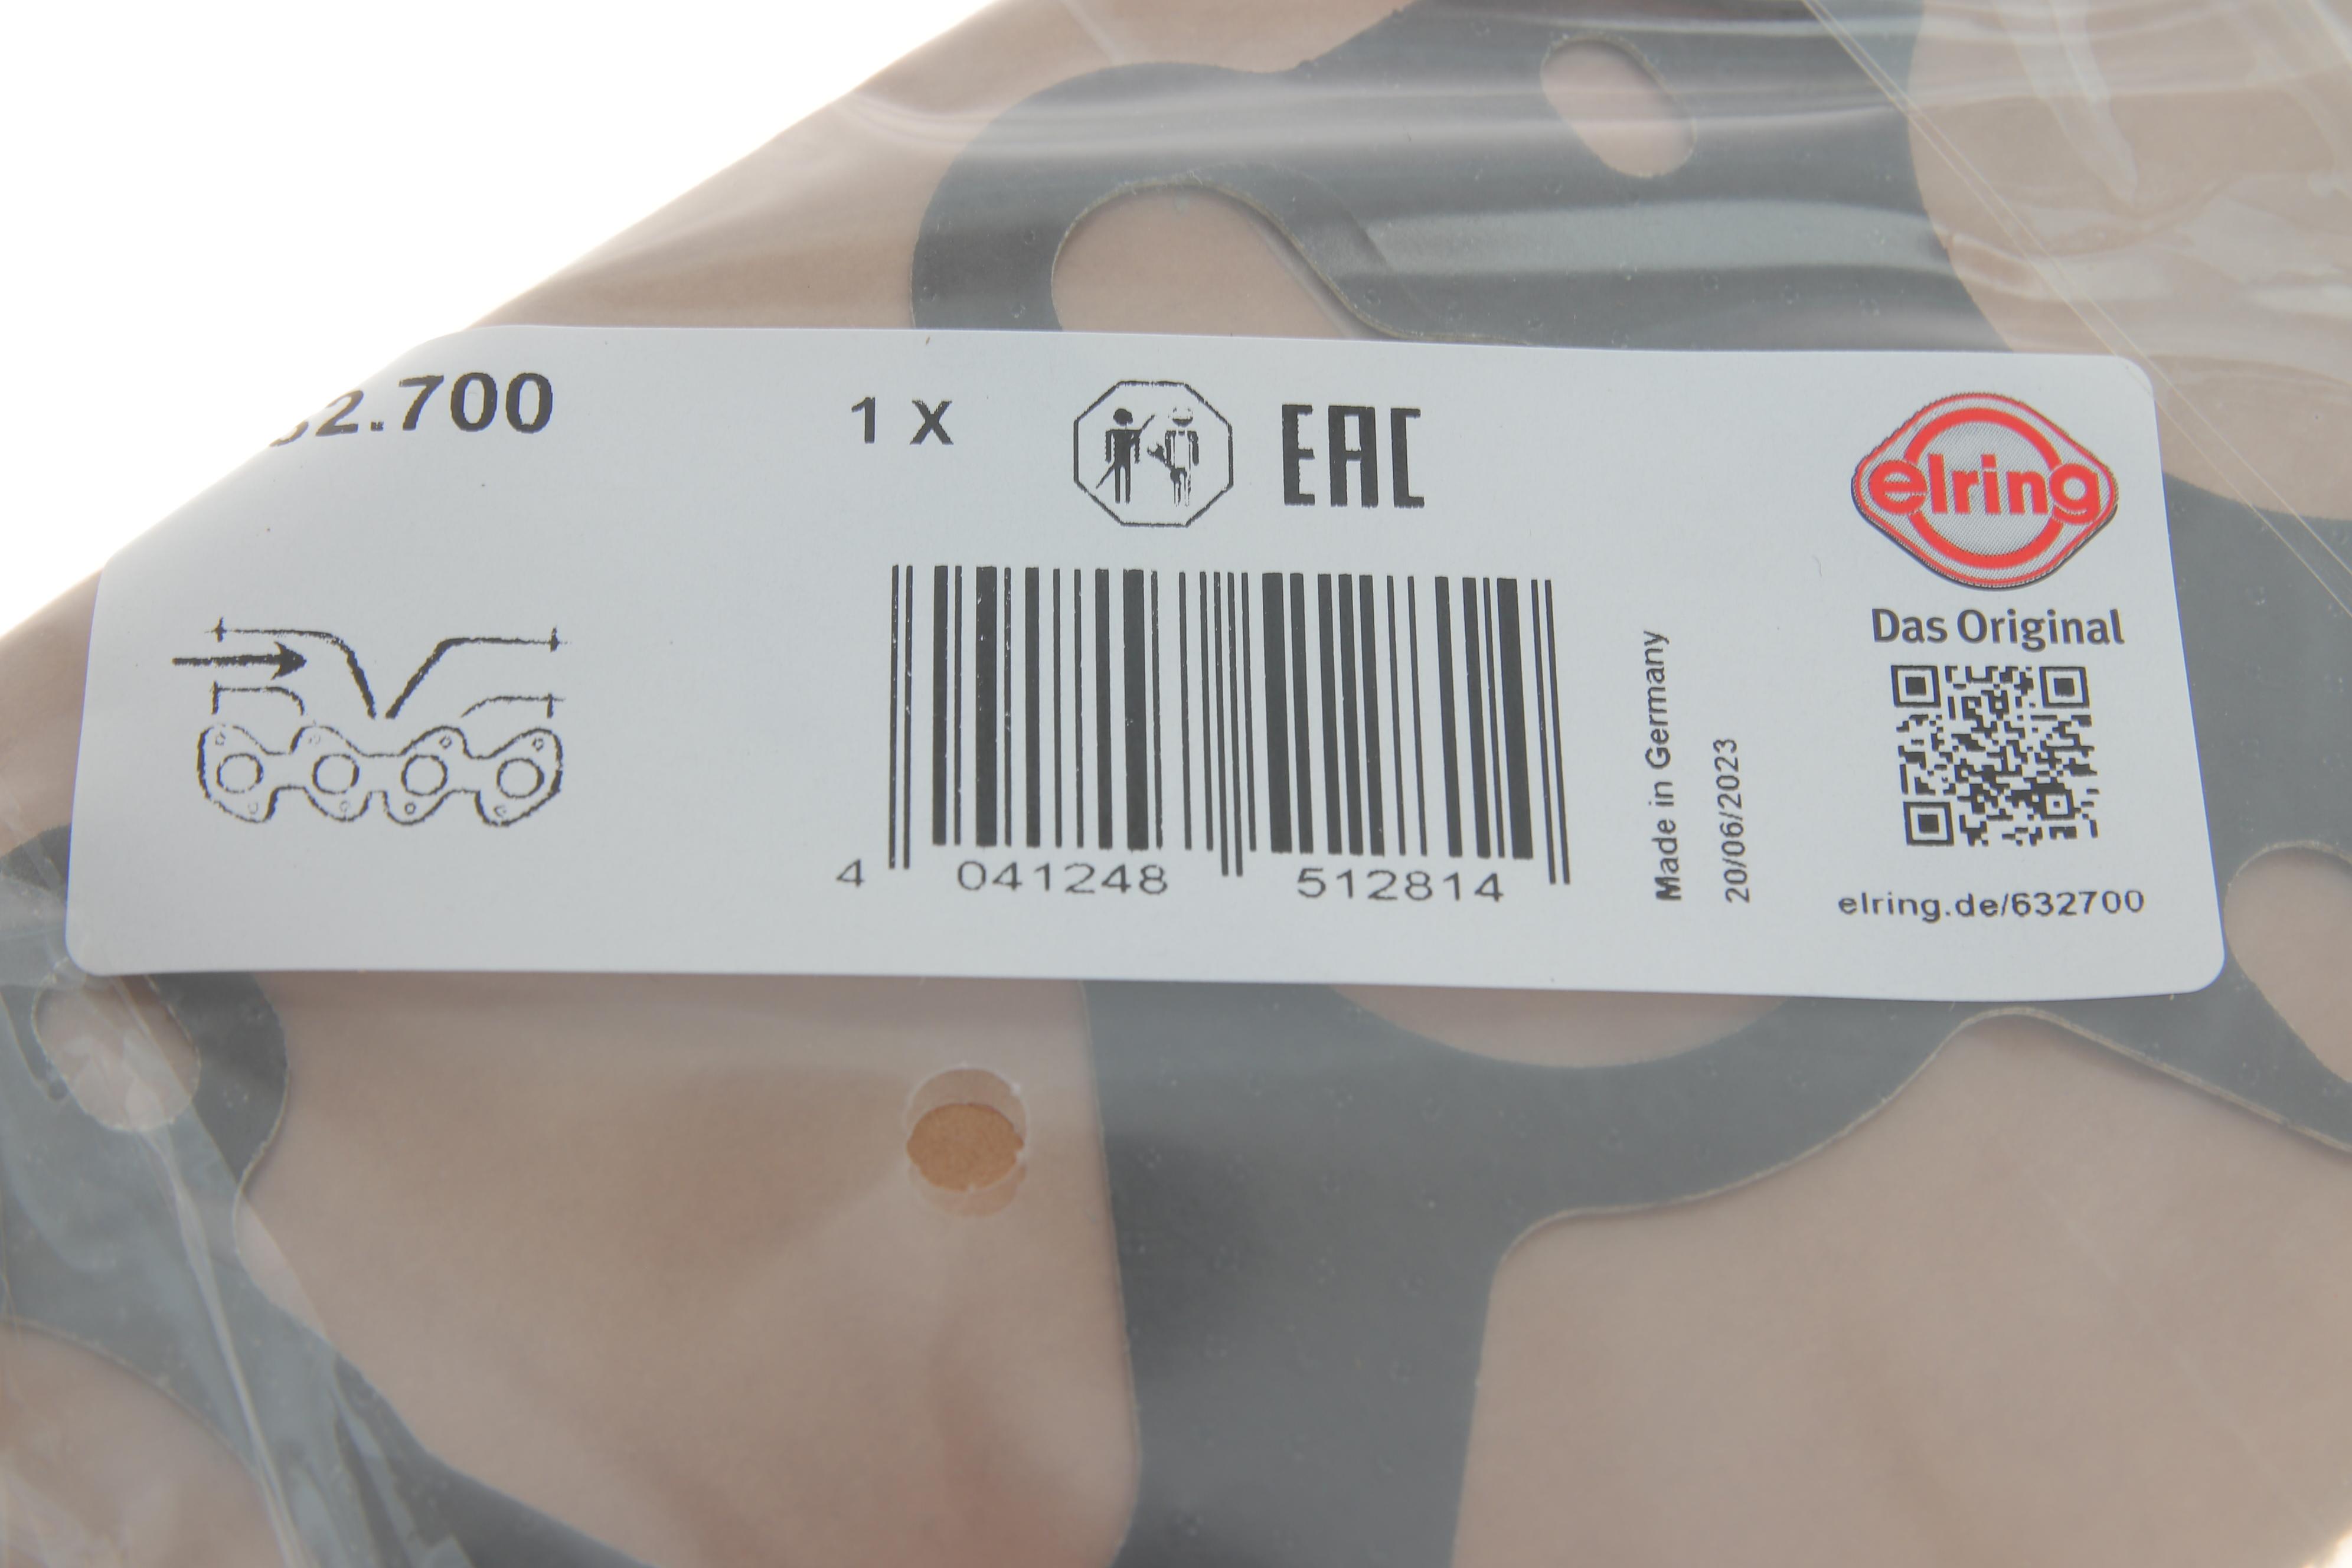 32.700
1 X
EAC
elring
Das Original
4 041248 512814
Made in Germany
20/06/2023
elring.de/632700